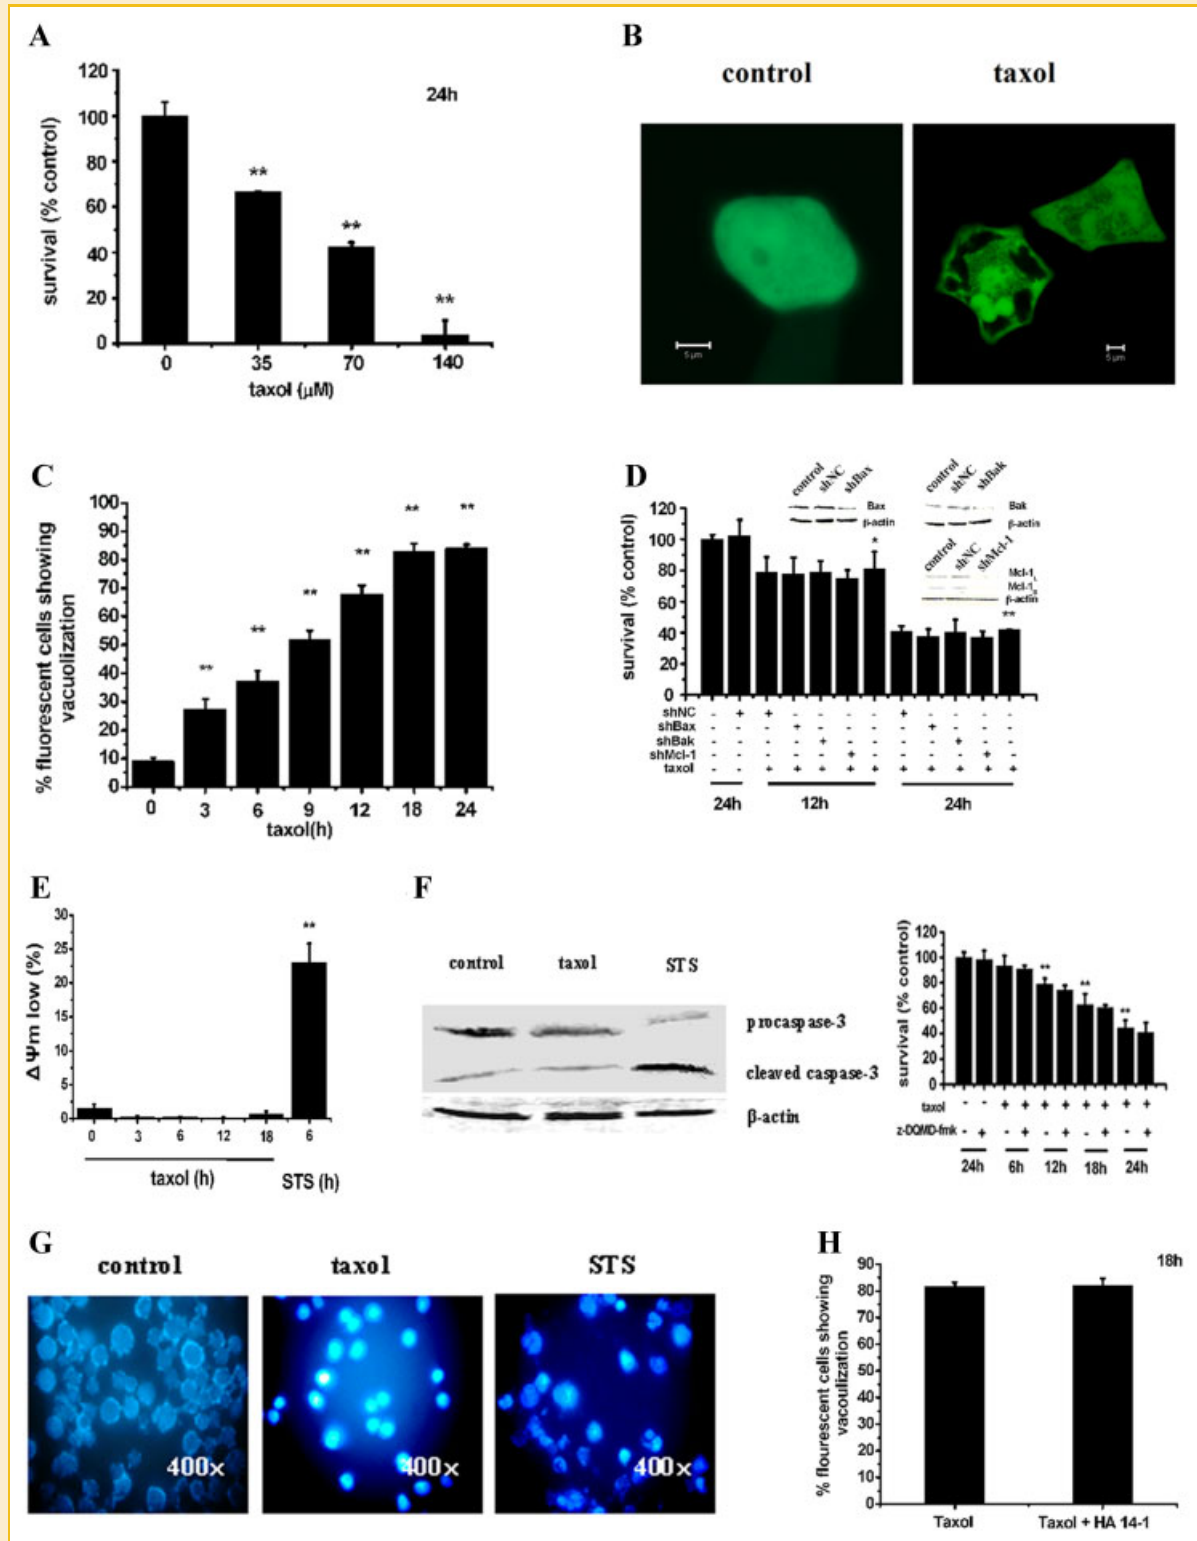 A
120
100
80
60
40
20
0
survival (% control)
24h
**
**
**
0 35 70 140
taxol (μM)
B
control taxol
5 μm
5 μm
C
100
90
80
70
60
50
40
30
20
10
0
% fluorescent cells showing
vacuolization
** ** ** ** ** **
0 3 6 9 12 18 24
taxol(h)
D
120
100
80
60
40
20
0
survival (% control)
control shNC shBax
Bax
β-actin
control shNC shBak
Bak
β-actin
control shNC shMcl-1
Mcl-1L
Mcl-1S
β-actin
*
**
shNC - + + - - - - + - - - -
shBax - - - + - - - - + - - -
shBak - - - - + - - - - + - -
shMcl-1 - - - - - + - - - - + -
taxol - - + + + + + + + + + +
24h 12h 24h
E
30
25
20
15
10
5
0
ΔΨm low (%)
**
0 3 6 12 18 6
taxol (h) STS (h)
F
control taxol STS
procaspase-3
cleaved caspase-3
β-actin
120
100
80
60
40
20
0
survival (% control)
** ** **
taxol - - + + + + + + + +
z-DQMD-fmk - + - + - + - + - +
24h 6h 12h 18h 24h
G
control taxol STS
400x 400x 400x
H
18h
90
80
70
60
50
40
30
20
10
0
% flourescent cells showing
vacoulization
Taxol Taxol + HA 14-1